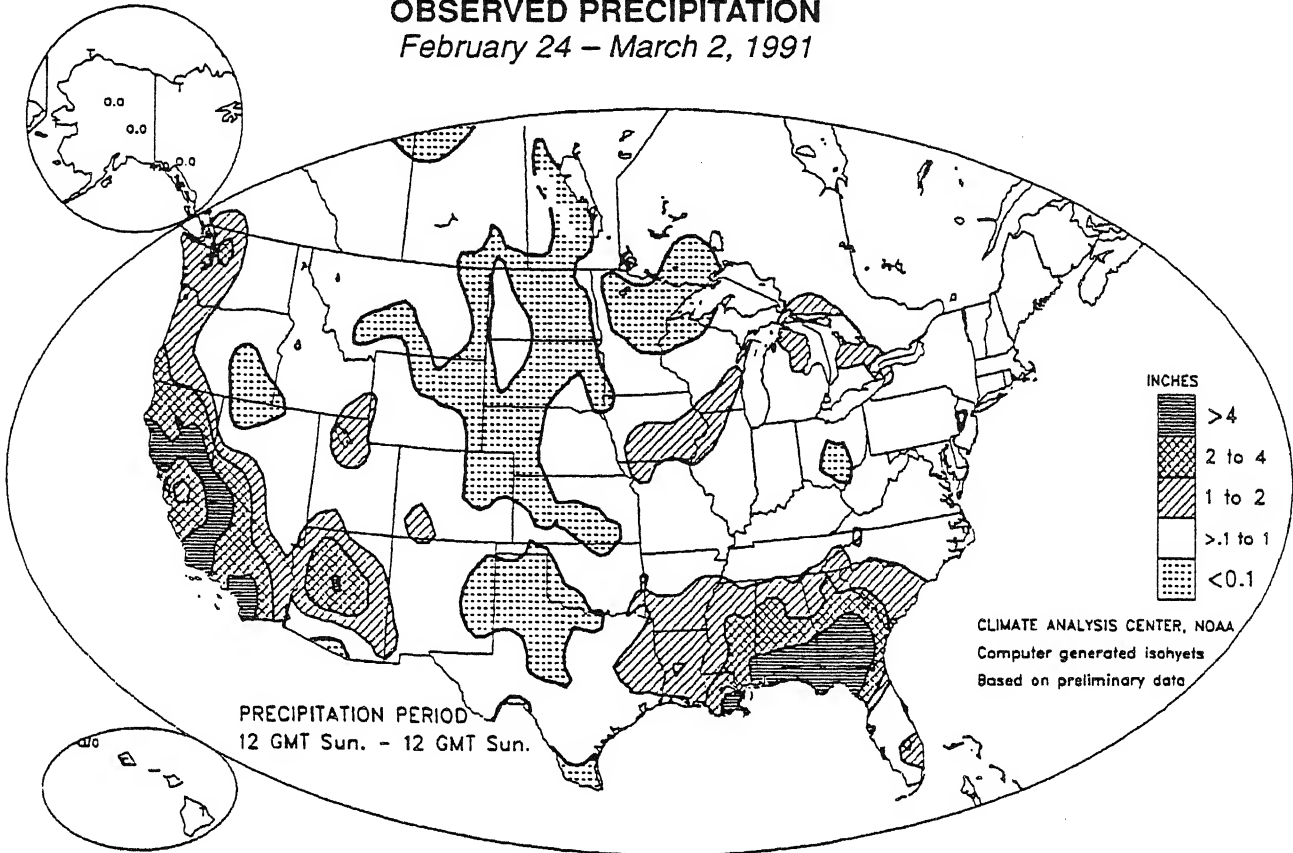 OBSERVED PRECIPITATION
February 24 – March 2, 1991
T
T
0.0
0.0
0.0
INCHES
>4
2 to 4
1 to 2
>.1 to 1
<0.1
CLIMATE ANALYSIS CENTER, NOAA
Computer generated isohyets
Based on preliminary data
PRECIPITATION PERIOD
12 GMT Sun. - 12 GMT Sun.